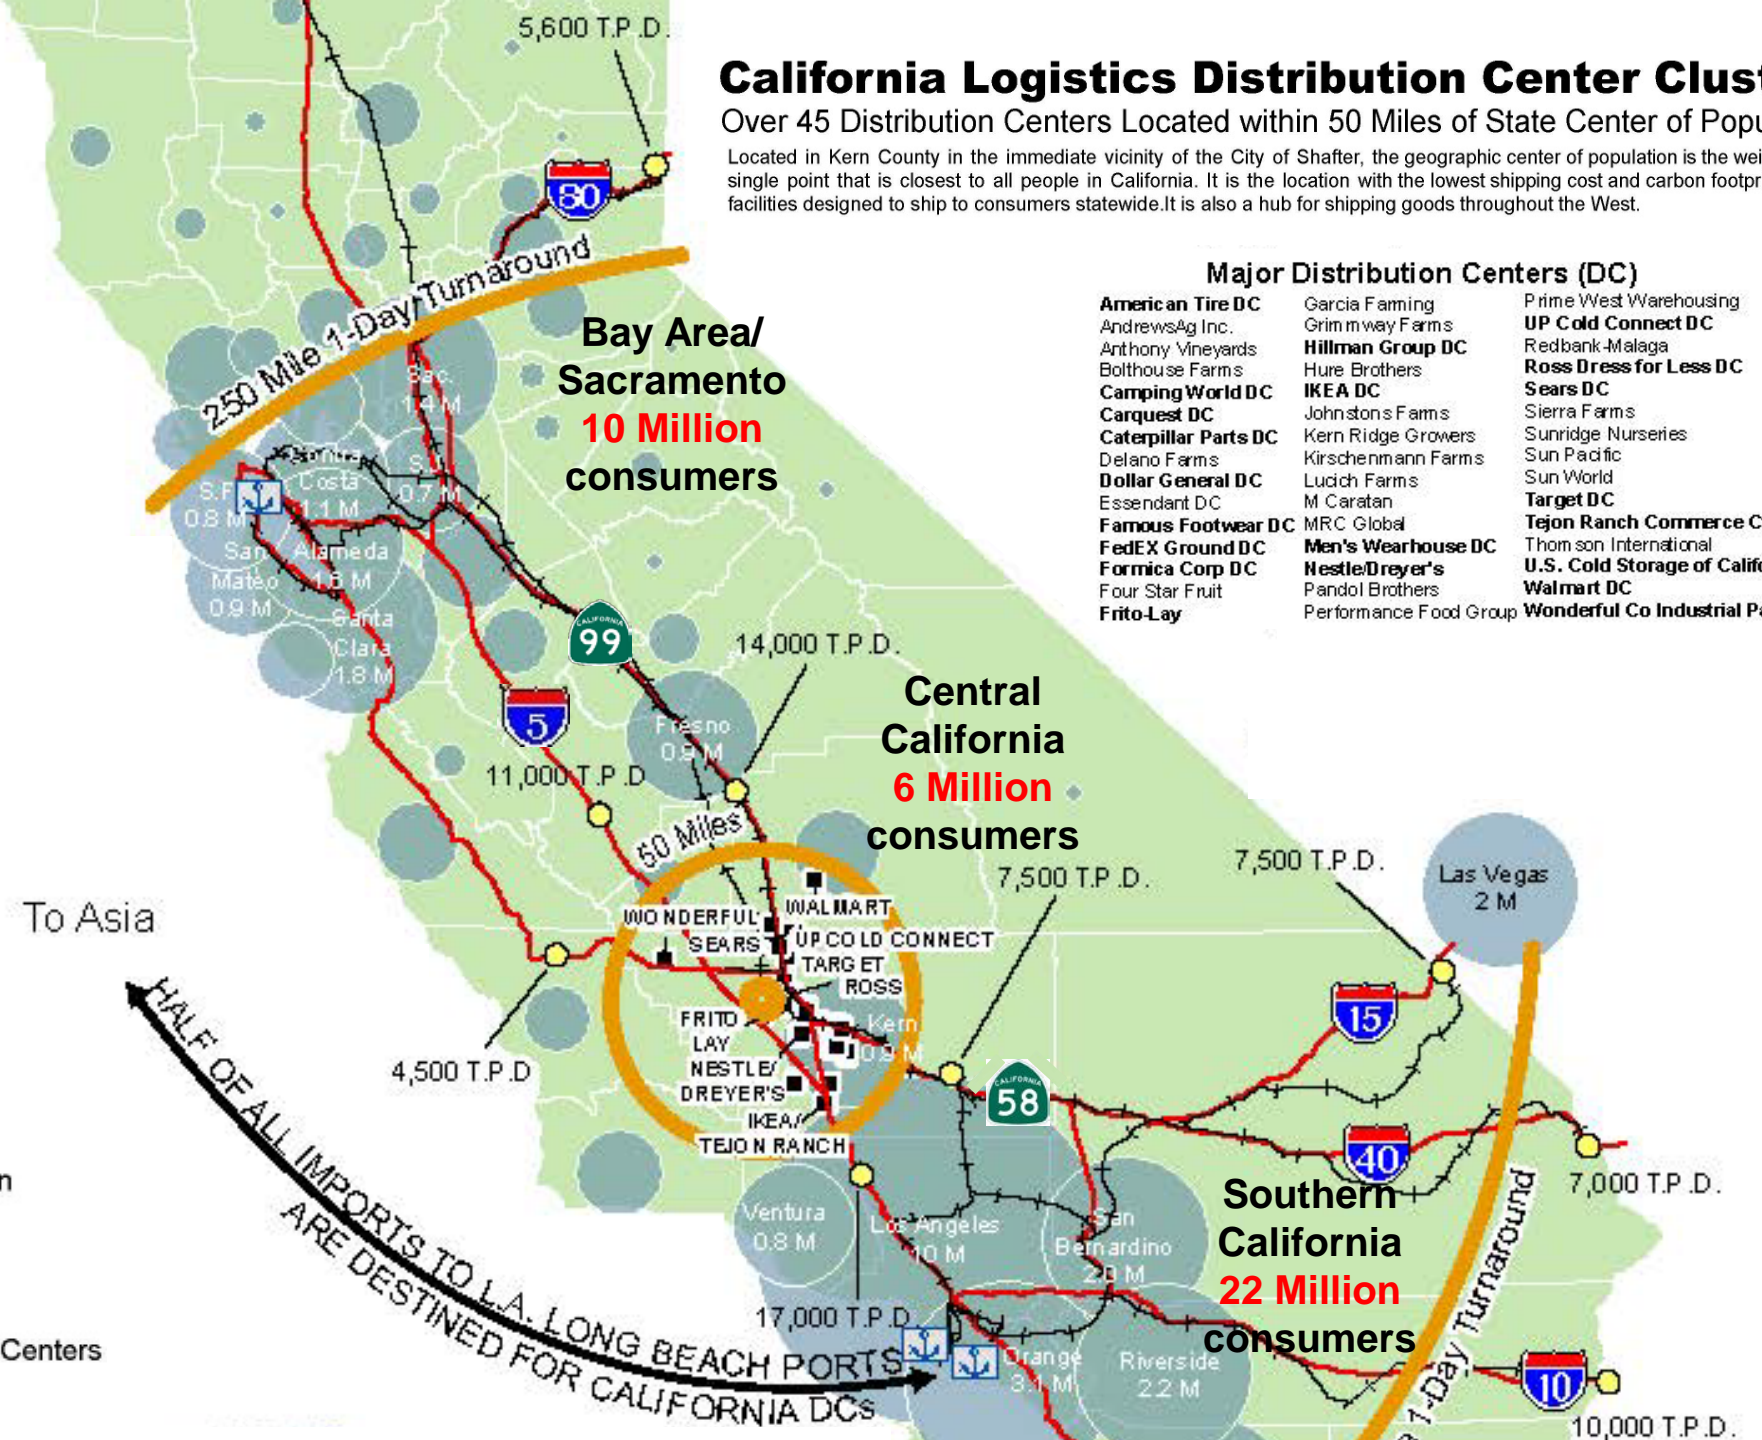 5,600 T.P.D.
California Logistics Distribution Center Clust
Over 45 Distribution Centers Located within 50 Miles of State Center of Popu
Located in Kern County in the immediate vicinity of the City of Shafter, the geographic center of population is the wei
single point that is closest to all people in California. It is the location with the lowest shipping cost and carbon footpr
facilities designed to ship to consumers statewide.It is also a hub for shipping goods throughout the West.
80
250 Mile 1-Day Turnaround
Major Distribution Centers (DC)
American Tire DC
AndrewsAg Inc.
Anthony Vineyards
Bolthouse Farms
Camping World DC
Carquest DC
Caterpillar Parts DC
Delano Farms
Dollar General DC
Essendant DC
Famous Footwear DC
FedEX Ground DC
Formica Corp DC
Four Star Fruit
Frito-Lay
Garcia Farming
Grimmway Farms
Hillman Group DC
Hure Brothers
IKEA DC
Johnstons Farms
Kern Ridge Growers
Kirschenmann Farms
Lucich Farms
M Caratan
MRC Global
Men's Wearhouse DC
Nestle/Dreyer's
Pandol Brothers
Performance Food Group
Prime West Warehousing
UP Cold Connect DC
Redbank-Malaga
Ross Dress for Less DC
Sears DC
Sierra Farms
Sunridge Nurseries
Sun Pacific
Sun World
Target DC
Tejon Ranch Commerce C
Thomson International
U.S. Cold Storage of Calif
Walmart DC
Wonderful Co Industrial Pa
Bay Area/
Sacramento
10 Million
consumers
Sac.
1.4 M
Contra
Costa
1.1 M
S.F
0.8 M
0.7 M
San
Mateo
0.9 M
Alameda
1.6 M
Santa
Clara
1.8 M
CALIFORNIA
99
5
14,000 T.P.D.
Fresno
0.9 M
11,000 T.P.D
Central
California
6 Million
consumers
50 Miles
7,500 T.P.D.
7,500 T.P.D.
Las Vegas
2 M
To Asia
WONDERFUL
WALMART
SEARS
UP COLD CONNECT
TARGET
ROSS
FRITO
LAY
NESTLE/
DREYER'S
IKEA/
TEJON RANCH
Kern
0.9 M
4,500 T.P.D
CALIFORNIA
58
15
40
7,000 T.P.D.
HALF OF ALL IMPORTS TO L.A. LONG BEACH PORTS
ARE DESTINED FOR CALIFORNIA DCs
n
Centers
Ventura
0.8 M
Los Angeles
10 M
San
Bernardino
2.0 M
Southern
California
22 Million
consumers
17,000 T.P.D
Orange
3.1 M
Riverside
2.2 M
1-Day Turnaround
10
10,000 T.P.D.